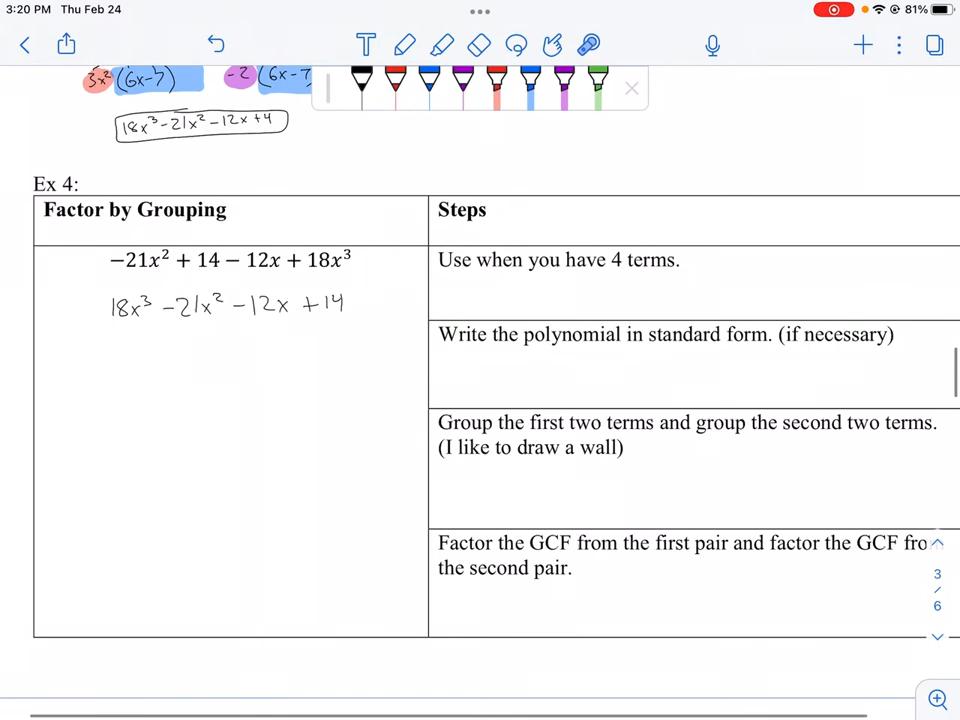 3:20 PM Thu Feb 24
81%
3x² (6x-7) -2 (6x-7
18x³ - 21x² - 12x + 4
Ex 4:
Factor by Grouping
Steps
−21x² + 14 − 12x + 18x³
18x³ - 21x² - 12x + 14
Use when you have 4 terms.
Write the polynomial in standard form. (if necessary)
Group the first two terms and group the second two terms.
(I like to draw a wall)
Factor the GCF from the first pair and factor the GCF fro
the second pair.
3
/
6